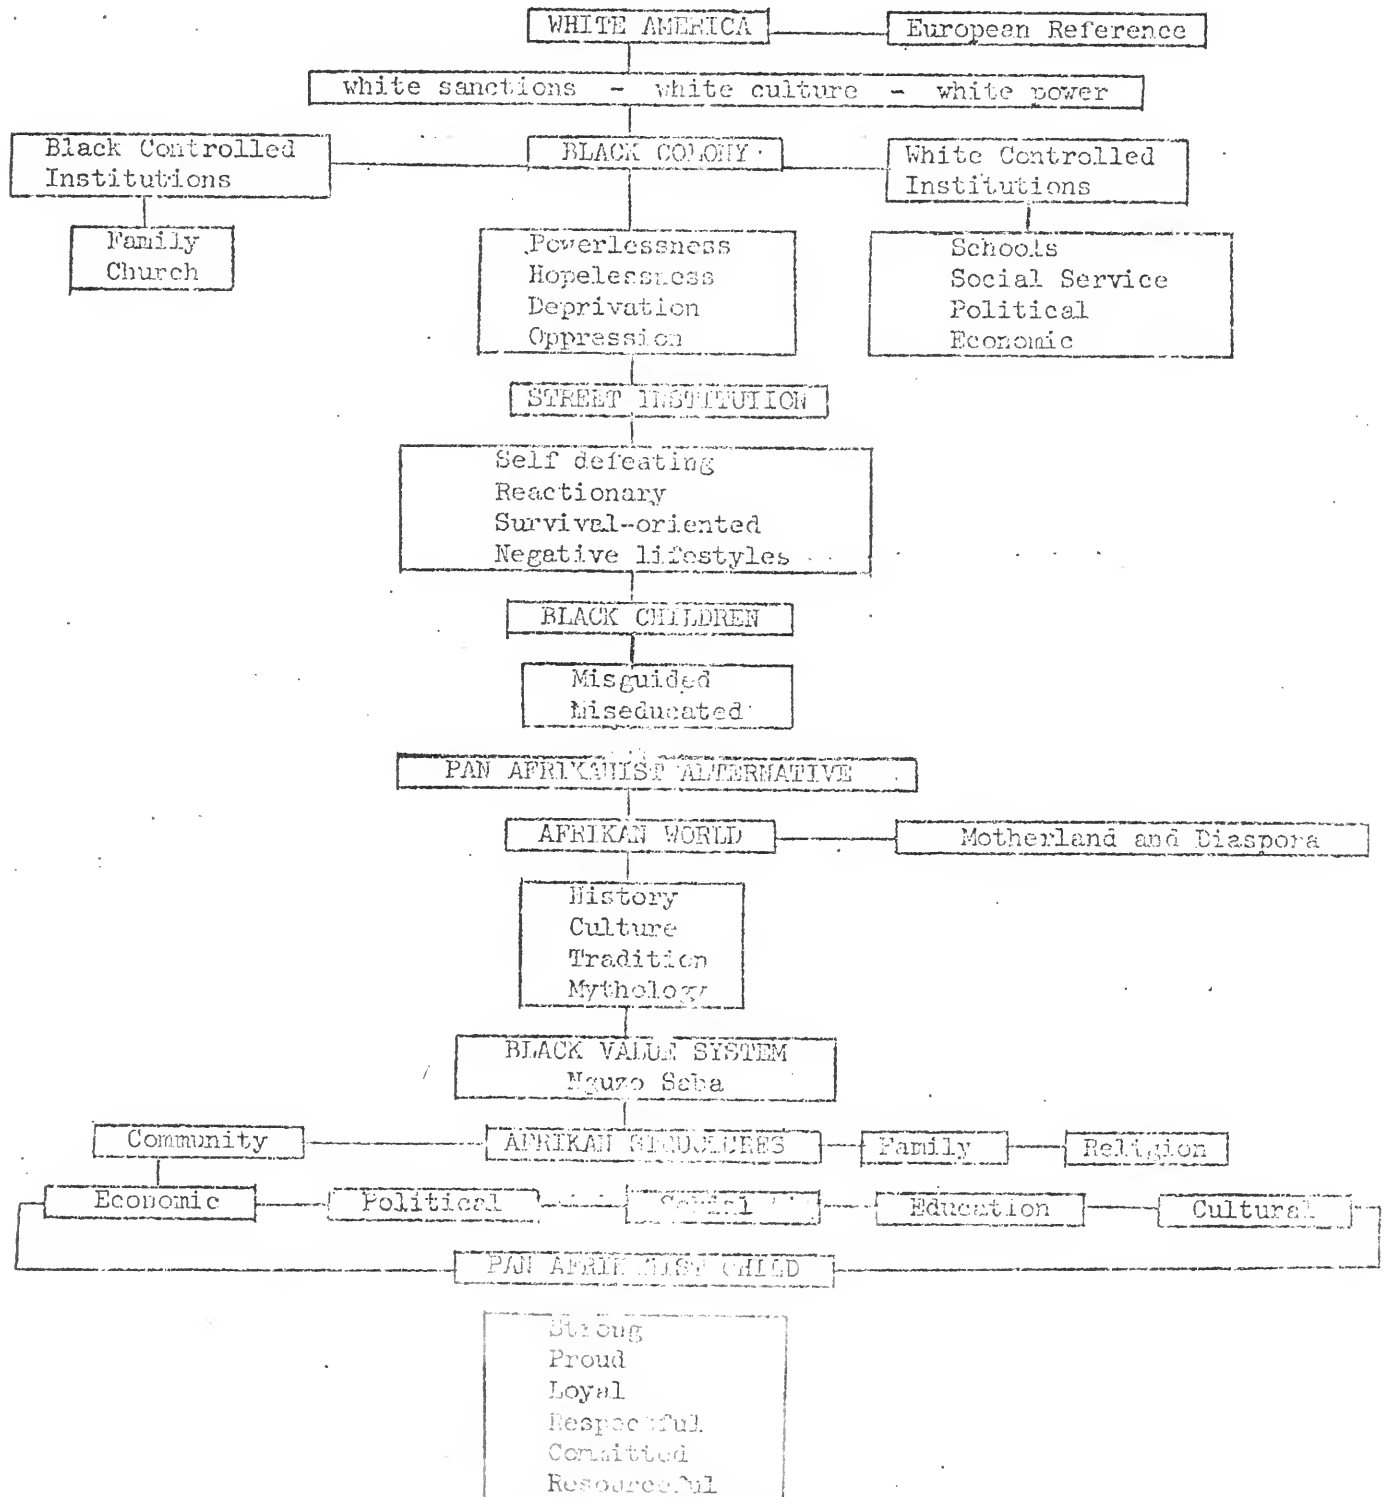 WHITE AMERICA
European Reference
white sanctions - white culture - white power
Black Controlled
Institutions
BLACK COLONY
White Controlled
Institutions
Family
Church
Powerlessness
Hopelessness
Deprivation
Oppression
Schools
Social Service
Political
Economic
STREET INSTITUTION
Self defeating
Reactionary
Survival-oriented
Negative lifestyles
BLACK CHILDREN
Misguided
Miseducated
PAN AFRIKANIST ALTERNATIVE
AFRIKAN WORLD
Motherland and Diaspora
History
Culture
Tradition
Mythology
BLACK VALUE SYSTEM
Nguzo Saba
Community
AFRIKAN STRUCTURES
Family
Religion
Economic
Political
Social
Education
Cultural
PAN AFRIKANIST CHILD
Strong
Proud
Loyal
Respectful
Committed
Resourceful